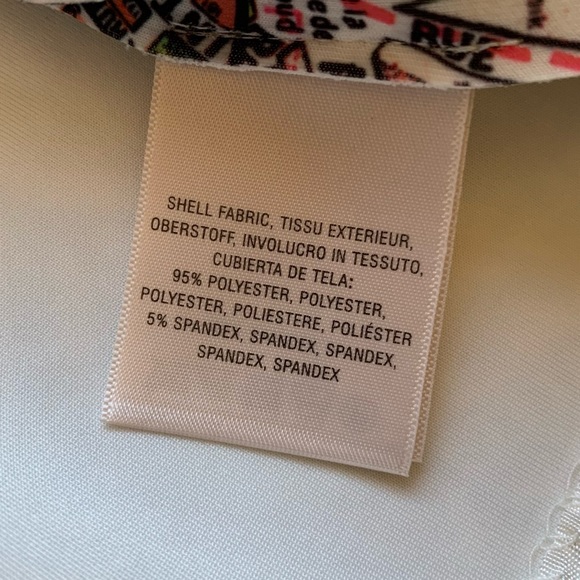 RUE
SHELL FABRIC, TISSU EXTERIEUR,
OBERSTOFF, INVOLUCRO IN TESSUTO,
CUBIERTA DE TELA:
95% POLYESTER, POLYESTER,
POLYESTER, POLIESTERE, POLIÉSTER
5% SPANDEX, SPANDEX, SPANDEX,
SPANDEX, SPANDEX